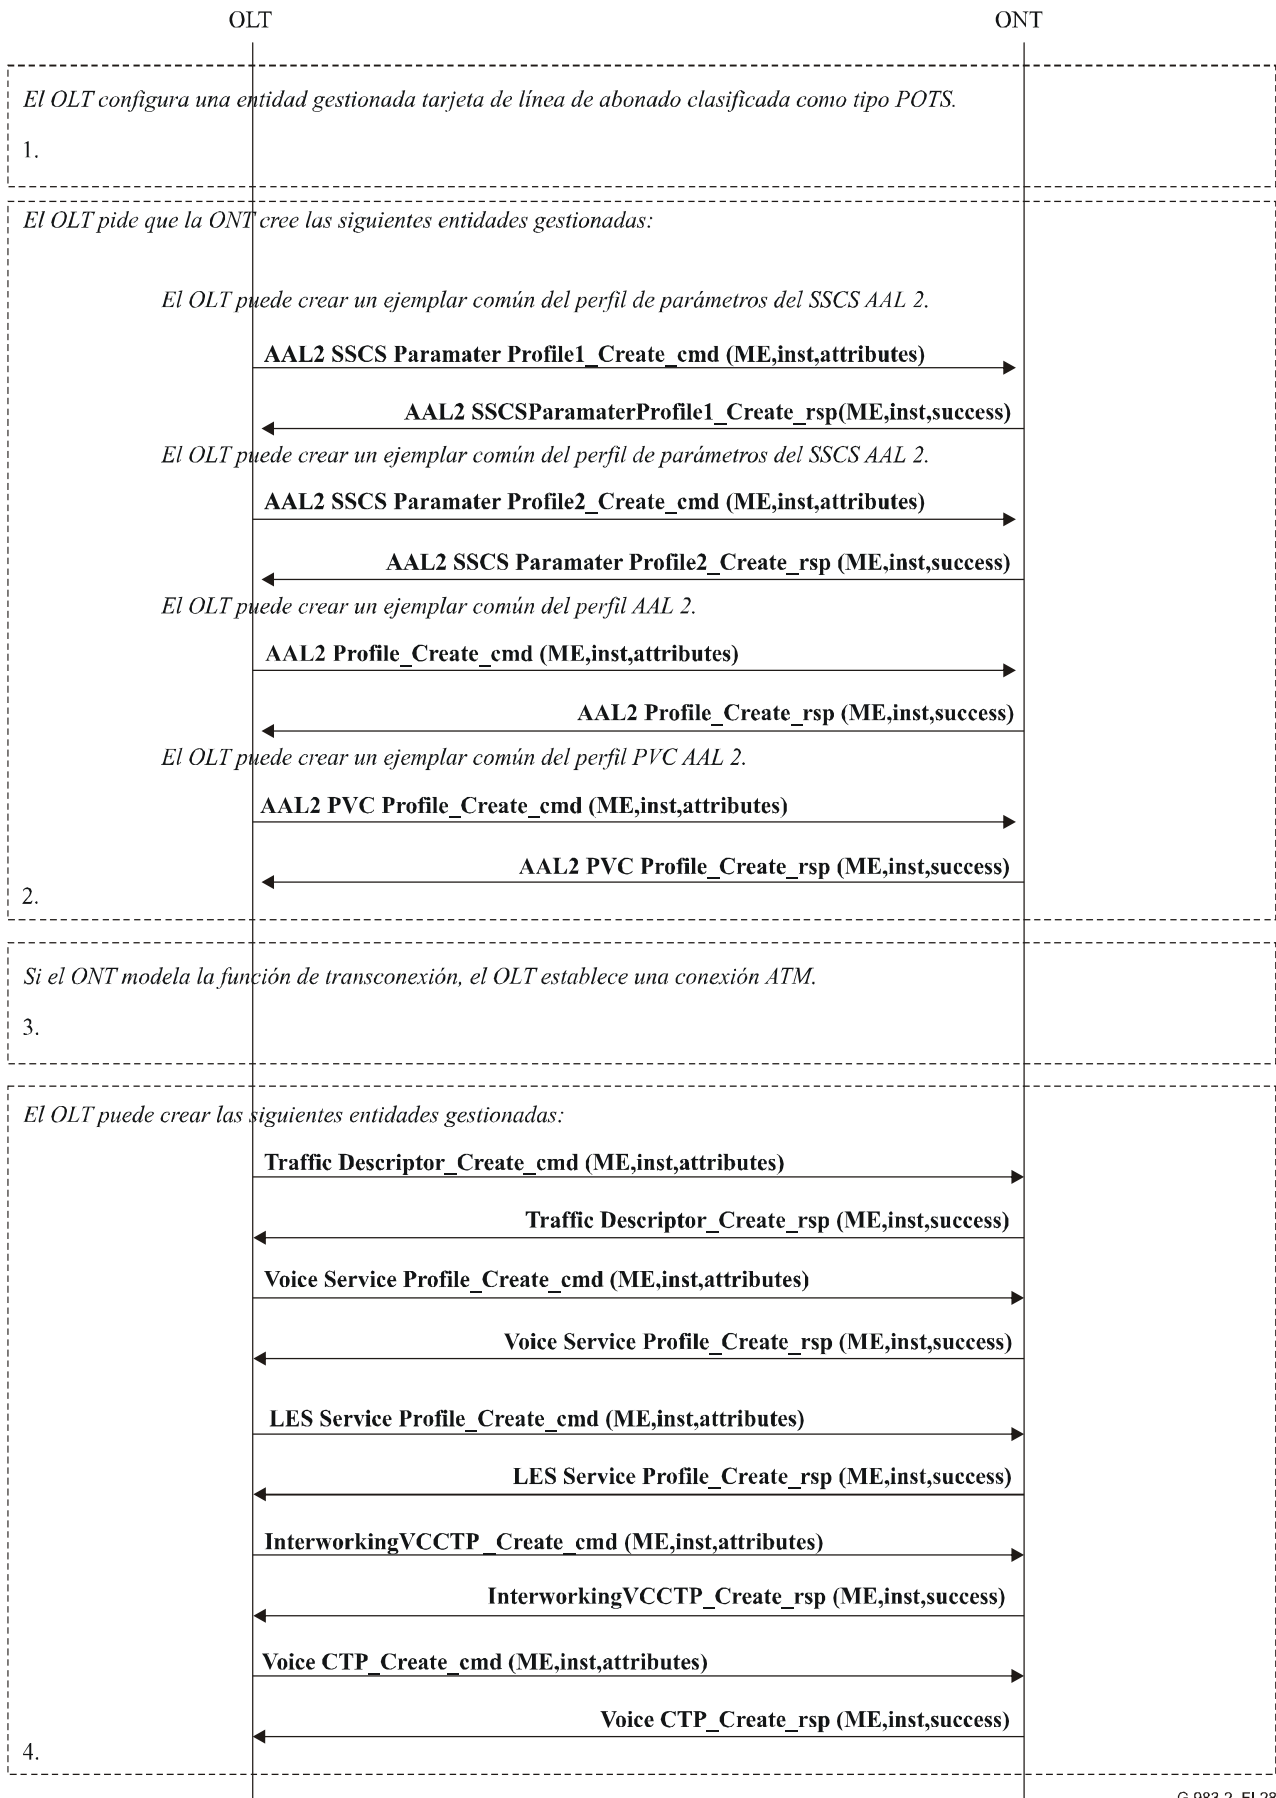 OLT ONT
El OLT configura una entidad gestionada tarjeta de línea de abonado clasificada como tipo POTS.
1.
El OLT pide que la ONT cree las siguientes entidades gestionadas:
El OLT puede crear un ejemplar común del perfil de parámetros del SSCS AAL 2.
AAL2 SSCS Paramater Profile1_Create_cmd (ME,inst,attributes)
AAL2 SSCSParamaterProfile1_Create_rsp(ME,inst,success)
El OLT puede crear un ejemplar común del perfil de parámetros del SSCS AAL 2.
AAL2 SSCS Paramater Profile2_Create_cmd (ME,inst,attributes)
AAL2 SSCS Paramater Profile2_Create_rsp (ME,inst,success)
El OLT puede crear un ejemplar común del perfil AAL 2.
AAL2 Profile_Create_cmd (ME,inst,attributes)
AAL2 Profile_Create_rsp (ME,inst,success)
El OLT puede crear un ejemplar común del perfil PVC AAL 2.
AAL2 PVC Profile_Create_cmd (ME,inst,attributes)
AAL2 PVC Profile_Create_rsp (ME,inst,success)
2.
Si el ONT modela la función de transconexión, el OLT establece una conexión ATM.
3.
El OLT puede crear las siguientes entidades gestionadas:
Traffic Descriptor_Create_cmd (ME,inst,attributes)
Traffic Descriptor_Create_rsp (ME,inst,success)
Voice Service Profile_Create_cmd (ME,inst,attributes)
Voice Service Profile_Create_rsp (ME,inst,success)
LES Service Profile_Create_cmd (ME,inst,attributes)
LES Service Profile_Create_rsp (ME,inst,success)
InterworkingVCCTP_Create_cmd (ME,inst,attributes)
InterworkingVCCTP_Create_rsp (ME,inst,success)
Voice CTP_Create_cmd (ME,inst,attributes)
Voice CTP_Create_rsp (ME,inst,success)
4.